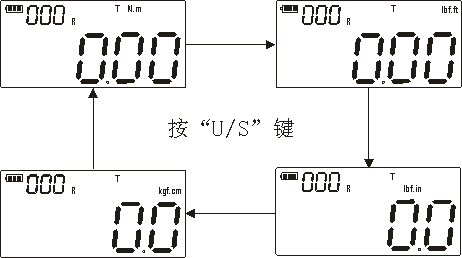 000 R T N.m
0.00
000 R T lbf.ft
0.00
按“U/S”键
000 R T kgf.cm
0.0
000 R T lbf.in
0.0